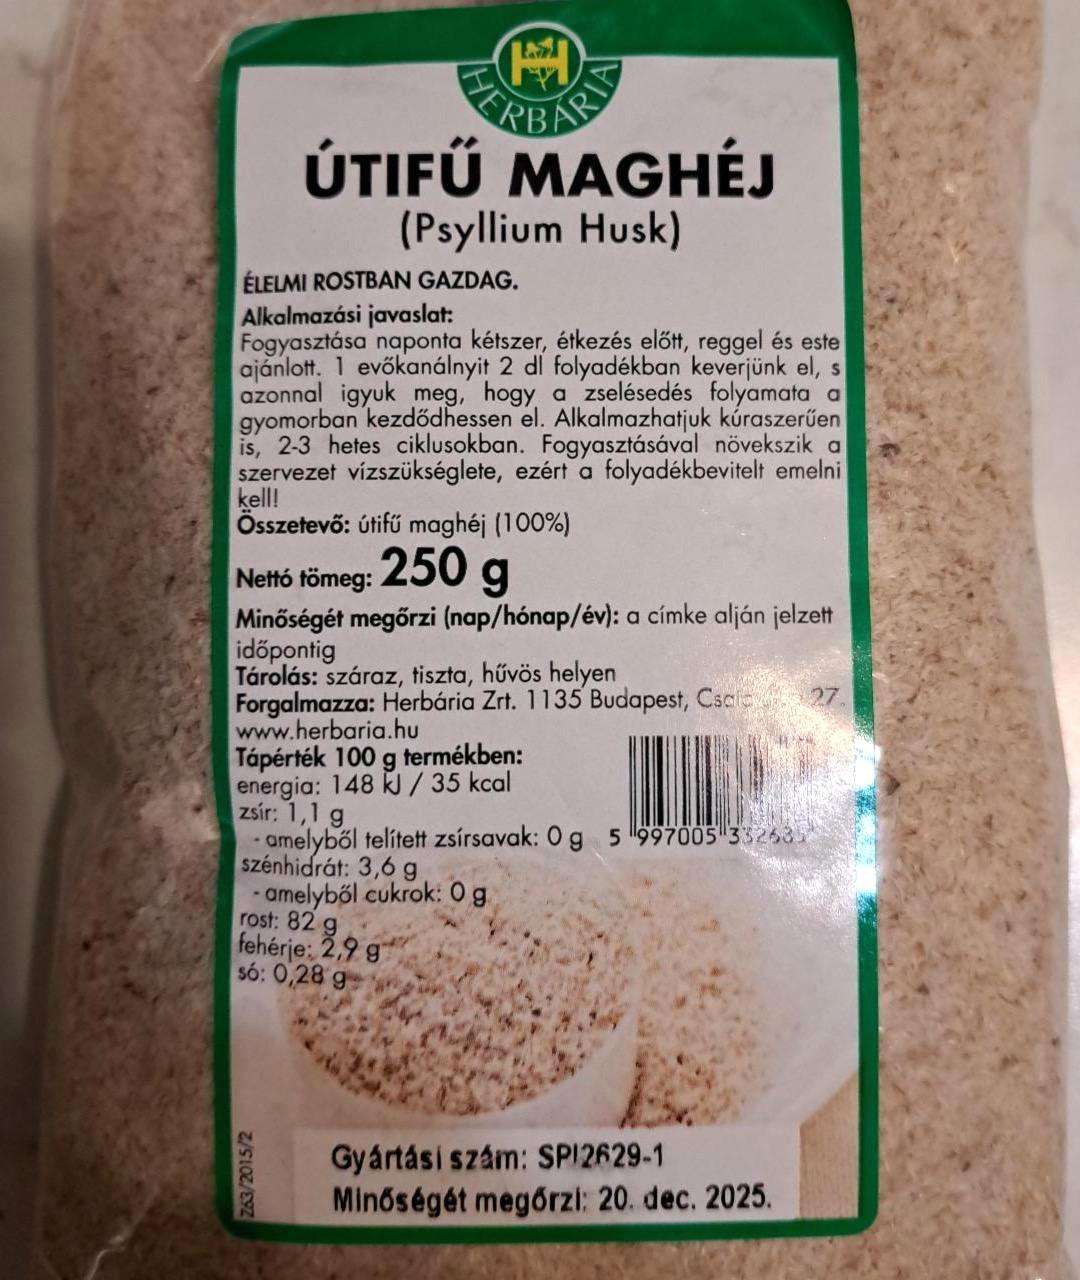 HERBÁRIA
ÚTIFŰ MAGHÉJ
(Psyllium Husk)
ÉLELMI ROSTBAN GAZDAG.
Alkalmazási javaslat:
Fogyasztása naponta kétszer, étkezés előtt, reggel és este
ajánlott. 1 evőkanálnyit 2 dl folyadékban keverjünk el, s
azonnal igyuk meg, hogy a zselésedés folyamata a
gyomorban kezdődhessen el. Alkalmazhatjuk kúraszerűen
is, 2-3 hetes ciklusokban. Fogyasztásával növekszik a
szervezet vízszükséglete, ezért a folyadékbevitelt emelni
kell!
Összetevő: útifű maghéj (100%)
Nettó tömeg: 250 g
Minőségét megőrzi (nap/hónap/év): a címke alján jelzett
időpontig
Tárolás: száraz, tiszta, hűvös helyen
Forgalmazza: Herbária Zrt. 1135 Budapest, 27.
www.herbaria.hu
Tápérték 100 g termékben:
energia: 148 kJ / 35 kcal
zsír: 1,1 g
- amelyből telített zsírsavak: 0 g
5 997005
szénhidrát: 3,6 g
- amelyből cukrok: 0 g
rost: 82 g
fehérje: 2,9 g
só: 0,28 g
Z63/2015/2
Gyártási szám: SPI2629-1
Minőségét megőrzi: 20. dec. 2025.